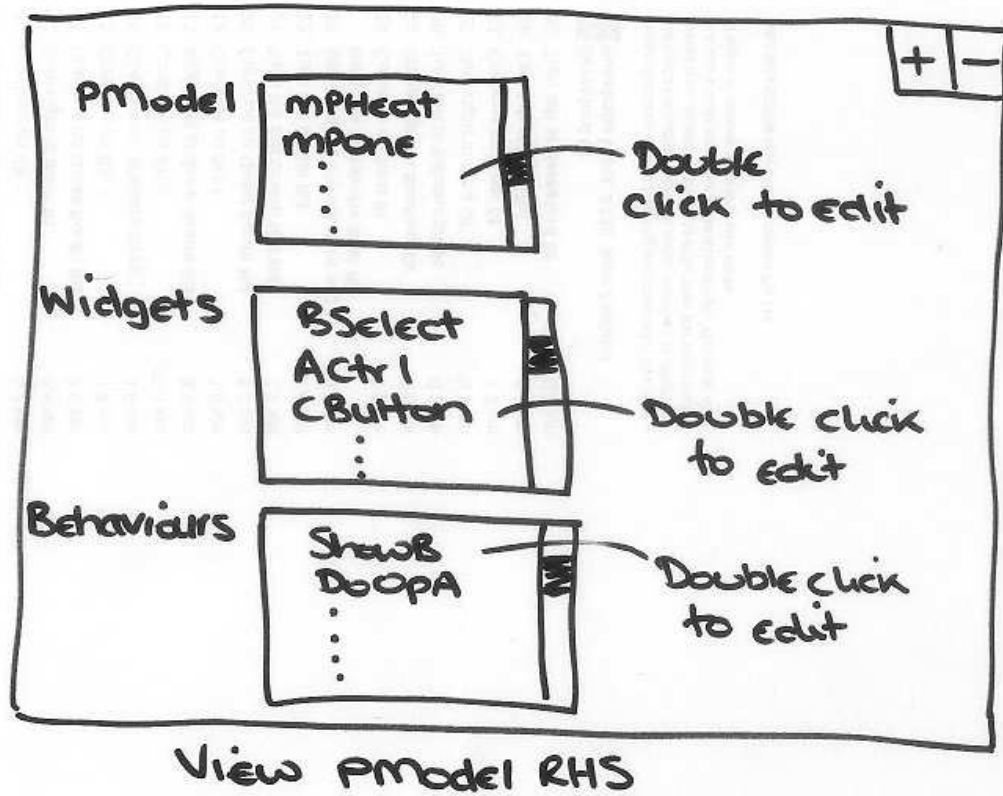 + -
PModel
mPHeat
mPOne
Double
click to edit
Widgets
BSelect
ACtrl
CButton
Double click
to edit
Behaviours
ShowB
DoOpA
Double click
to edit
View PModel RHS